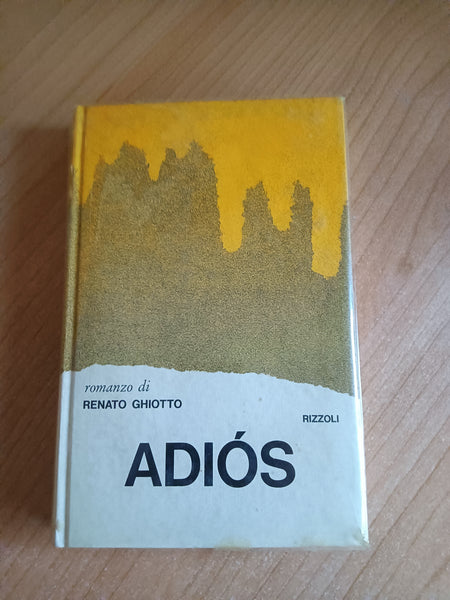 romanzo di
RENATO GHIOTTO
RIZZOLI
ADIÓS